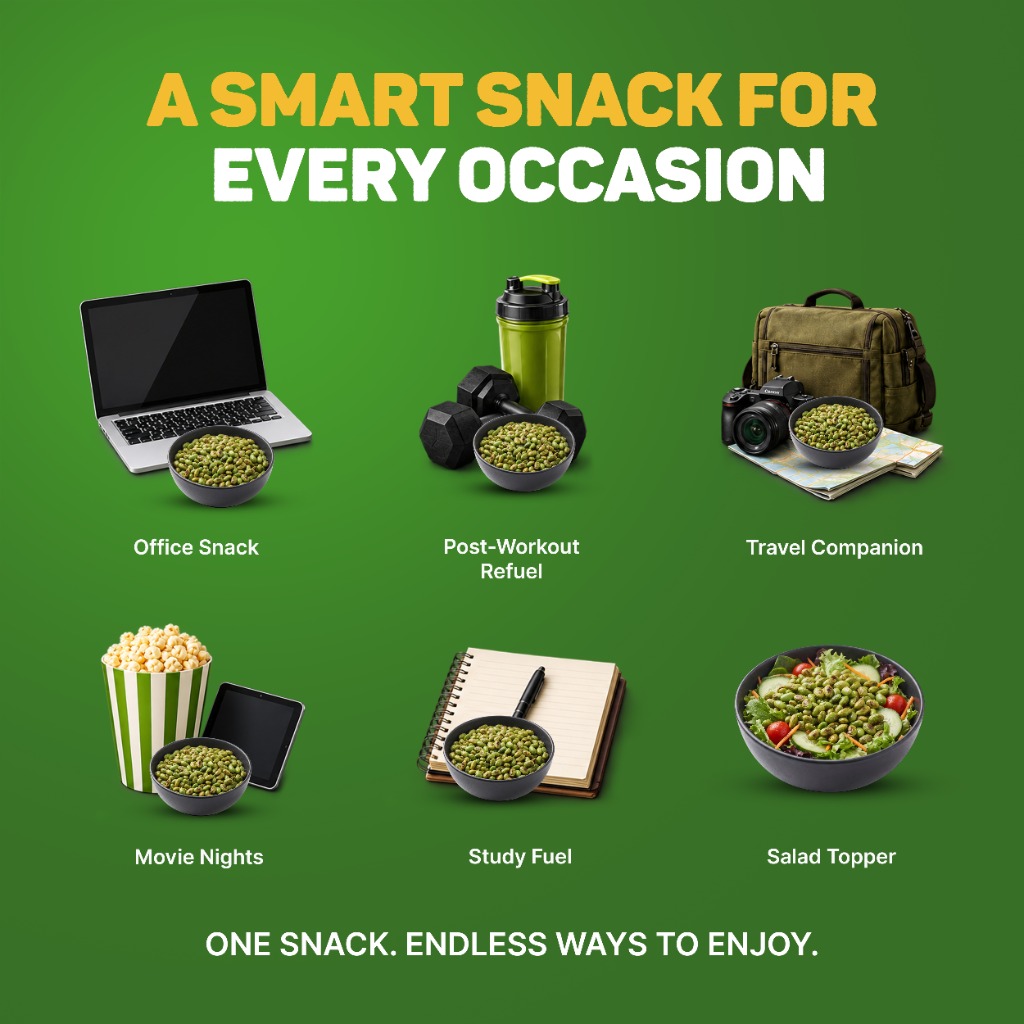 A SMART SNACK FOR
EVERY OCCASION
Office Snack
Post-Workout
Refuel
Canon
Travel Companion
Movie Nights
Study Fuel
Salad Topper
ONE SNACK. ENDLESS WAYS TO ENJOY.